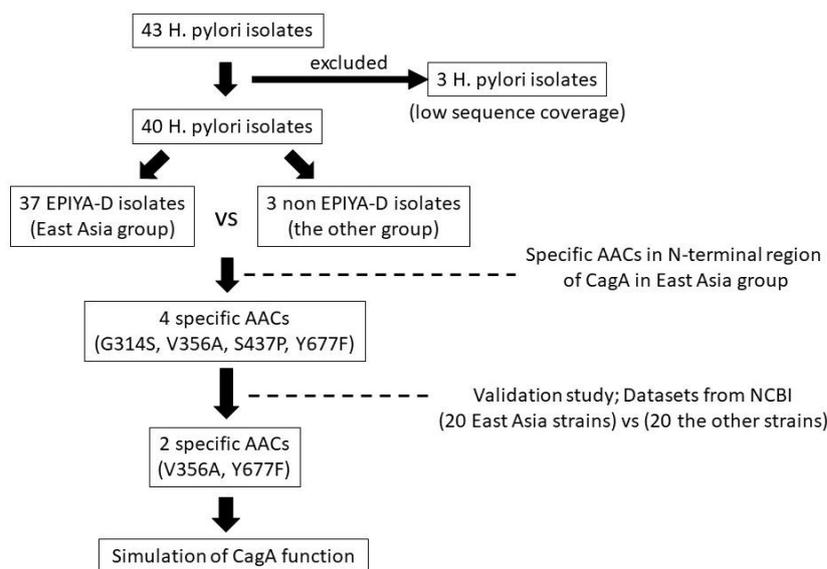 43 H. pylori isolates
excluded
3 H. pylori isolates
(low sequence coverage)
40 H. pylori isolates
37 EPIYA-D isolates
(East Asia group)
vs
3 non EPIYA-D isolates
(the other group)
Specific AACs in N-terminal region
of CagA in East Asia group
4 specific AACs
(G314S, V356A, S437P, Y677F)
Validation study; Datasets from NCBI
(20 East Asia strains) vs (20 the other strains)
2 specific AACs
(V356A, Y677F)
Simulation of CagA function